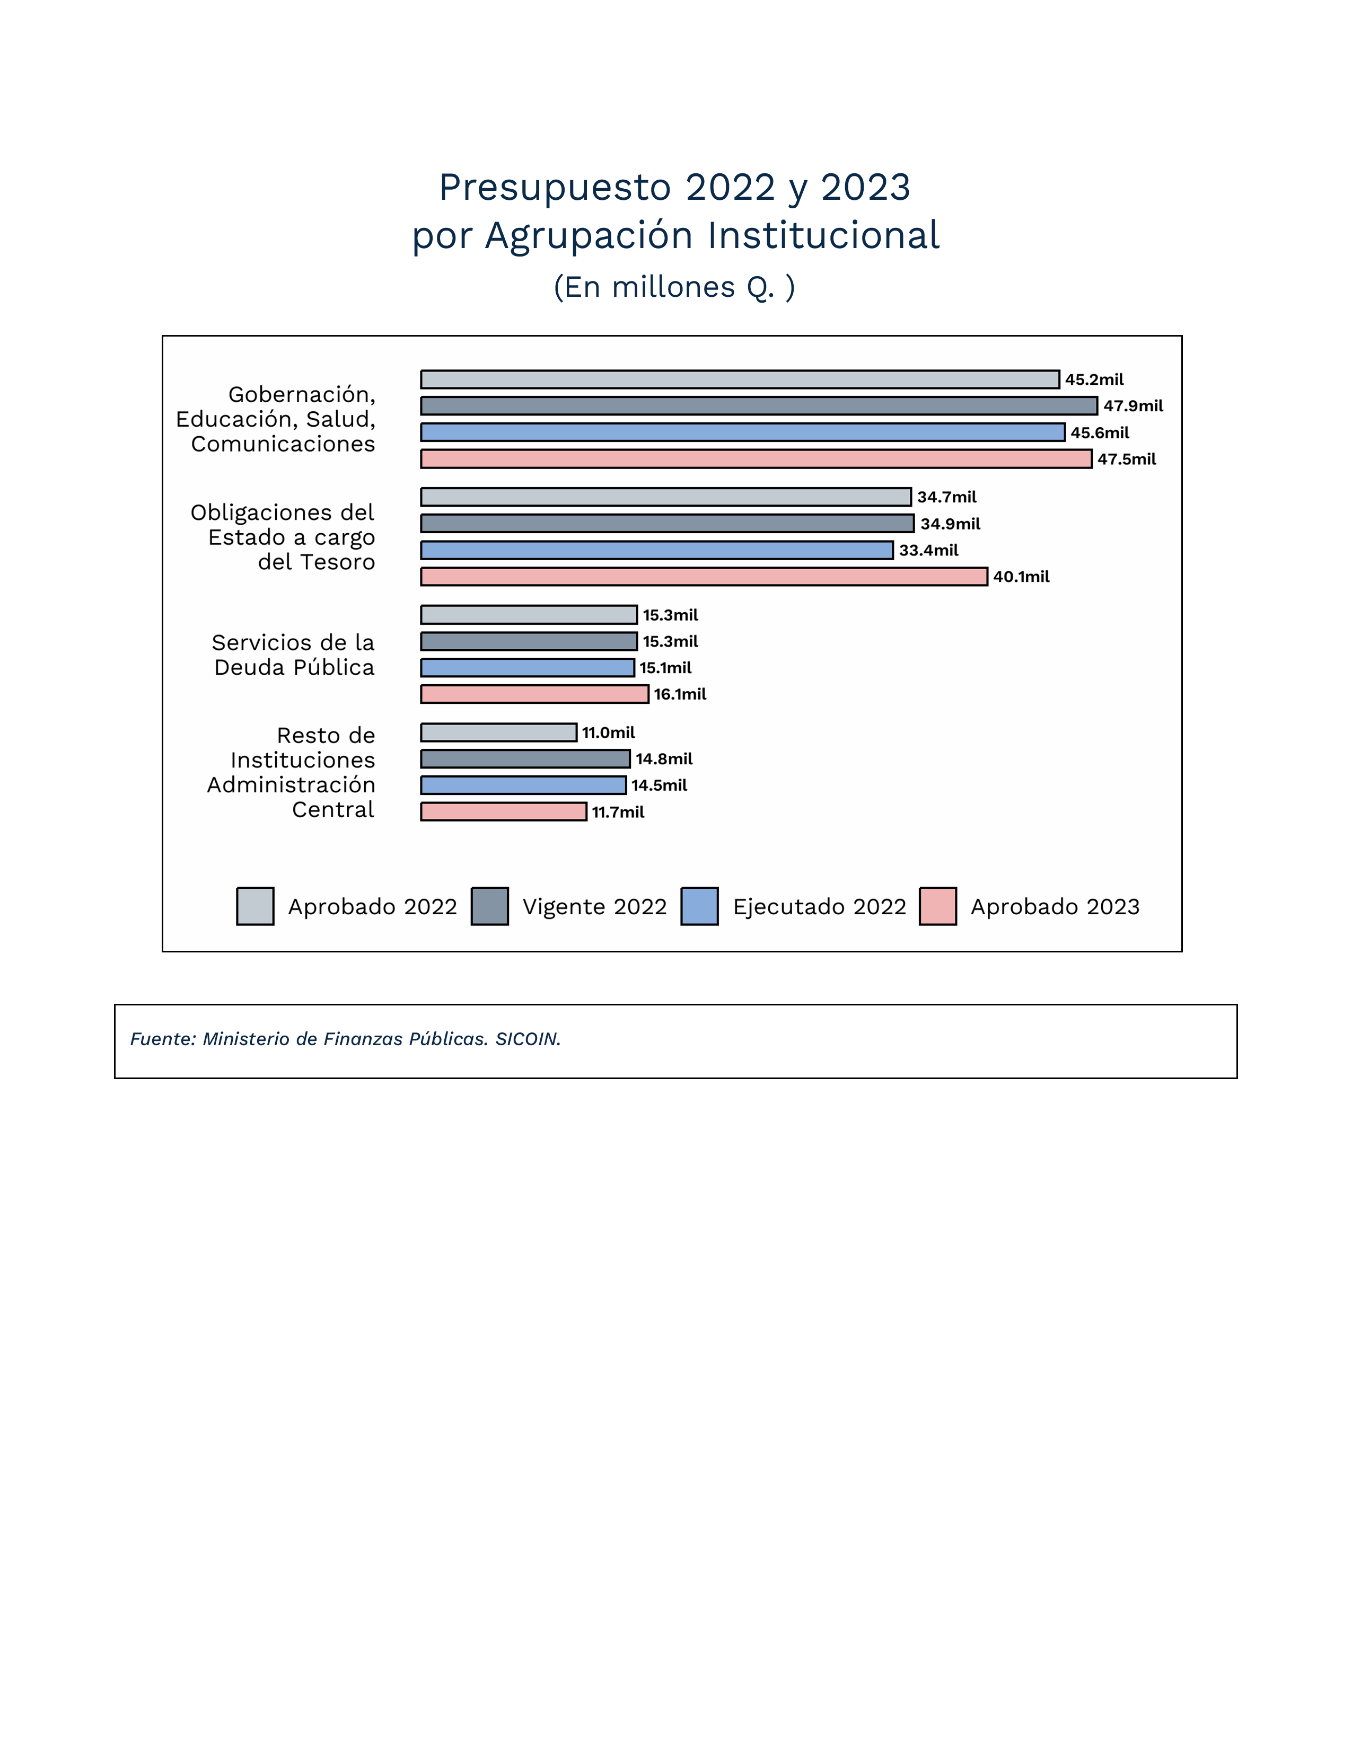 Presupuesto 2022 y 2023
por Agrupación Institucional
(En millones Q. )
Gobernación,
Educación, Salud,
Comunicaciones
45.2mil
47.9mil
45.6mil
47.5mil
Obligaciones del
Estado a cargo
del Tesoro
34.7mil
34.9mil
33.4mil
40.1mil
Servicios de la
Deuda Pública
15.3mil
15.3mil
15.1mil
16.1mil
Resto de
Instituciones
Administración
Central
11.0mil
14.8mil
14.5mil
11.7mil
Aprobado 2022 Vigente 2022 Ejecutado 2022 Aprobado 2023
Fuente: Ministerio de Finanzas Públicas. SICOIN.